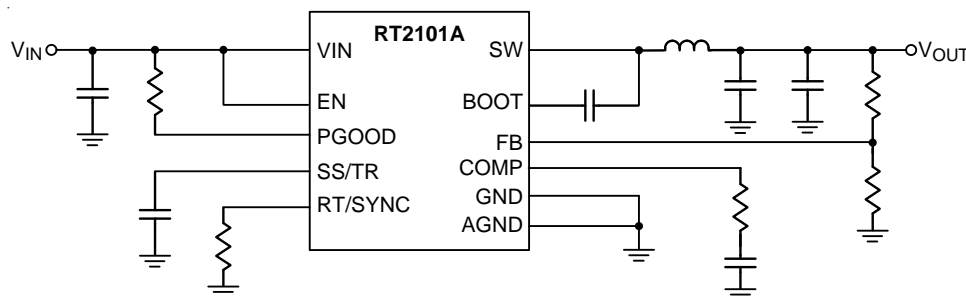 RT2101A
VIN
VIN
EN
PGOOD
SS/TR
RT/SYNC
SW
BOOT
FB
COMP
GND
AGND
VOUT